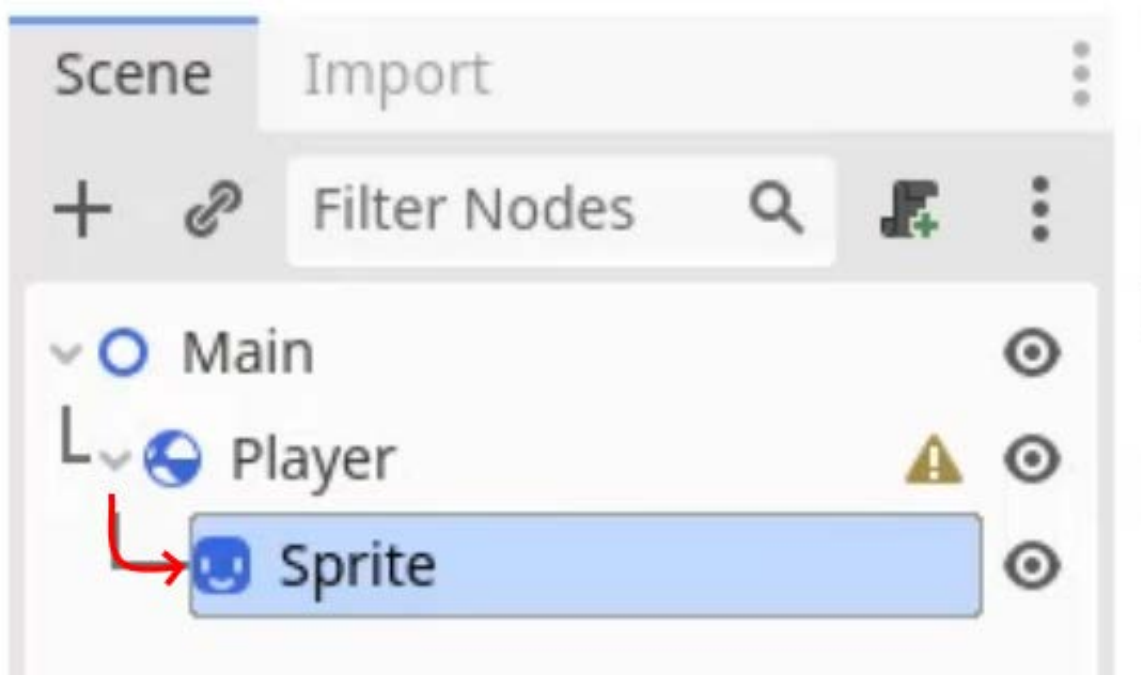 Scene Import
Filter Nodes
Main
Player
Sprite